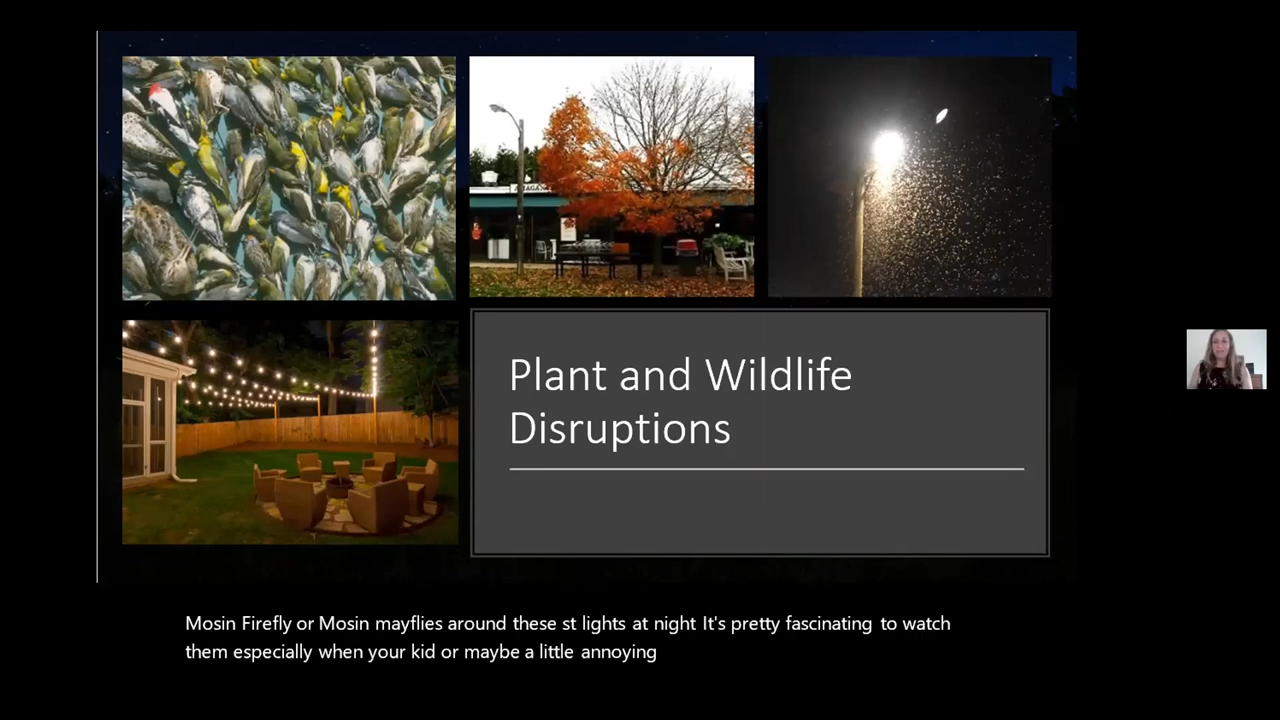 Plant and Wildlife
Disruptions
Mosin Firefly or Mosin mayflies around these st lights at night It's pretty fascinating to watch
them especially when your kid or maybe a little annoying